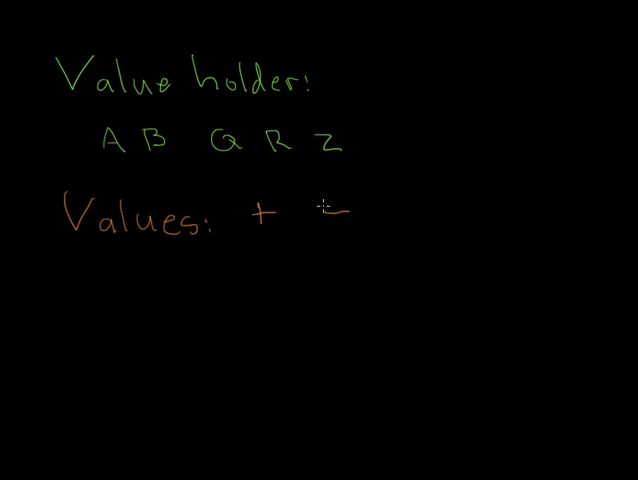 Value holder:
A B Q R Z
Values: + -